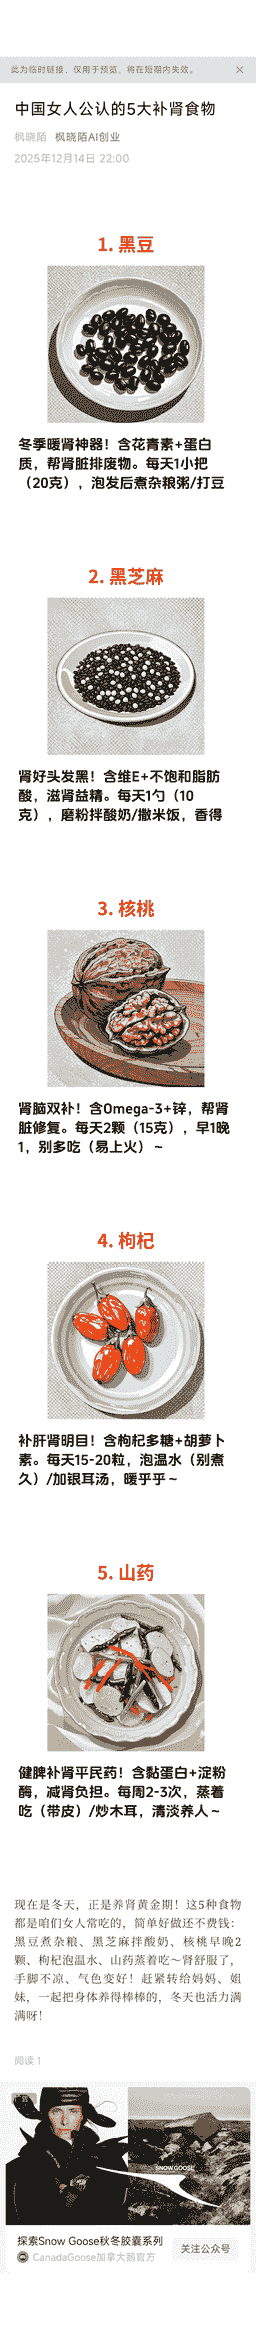 此为临时链接，仅用于预览，将在短期内失效。
中国女人公认的5大补肾食物
枫晓陌 枫晓陌AI创业
2025年12月14日 22:00
1. 黑豆
冬季暖肾神器！含花青素+蛋白
质，帮肾脏排废物。每天1小把
（20克），泡发后煮杂粮粥/打豆
2. 黑芝麻
肾好头发黑！含维E+不饱和脂肪
酸，滋肾益精。每天1勺（10
克），磨粉拌酸奶/撒米饭，香得
3. 核桃
肾脑双补！含Omega-3+锌，帮肾
脏修复。每天2颗（15克），早1晚
1，别多吃（易上火）~
4. 枸杞
补肝肾明目！含枸杞多糖+胡萝卜
素。每天15-20粒，泡温水（别煮
久）/加银耳汤，暖乎乎~
5. 山药
健脾补肾平民药！含黏蛋白+淀粉
酶，减肾负担。每周2-3次，蒸着
吃（带皮）/炒木耳，清淡养人~
现在是冬天，正是养肾黄金期！这5种食物
都是咱们女人常吃的，简单好做还不费钱：
黑豆煮杂粮、黑芝麻拌酸奶、核桃早晚2
颗、枸杞泡温水、山药蒸着吃～肾舒服了，
手脚不凉、气色变好！赶紧转给妈妈、姐
妹，一起把身体养得棒棒的，冬天也活力满
满呀！
阅读 1
SNOW GOOSE
探索Snow Goose秋冬胶囊系列
CanadaGoose加拿大鹅官方
关注公众号